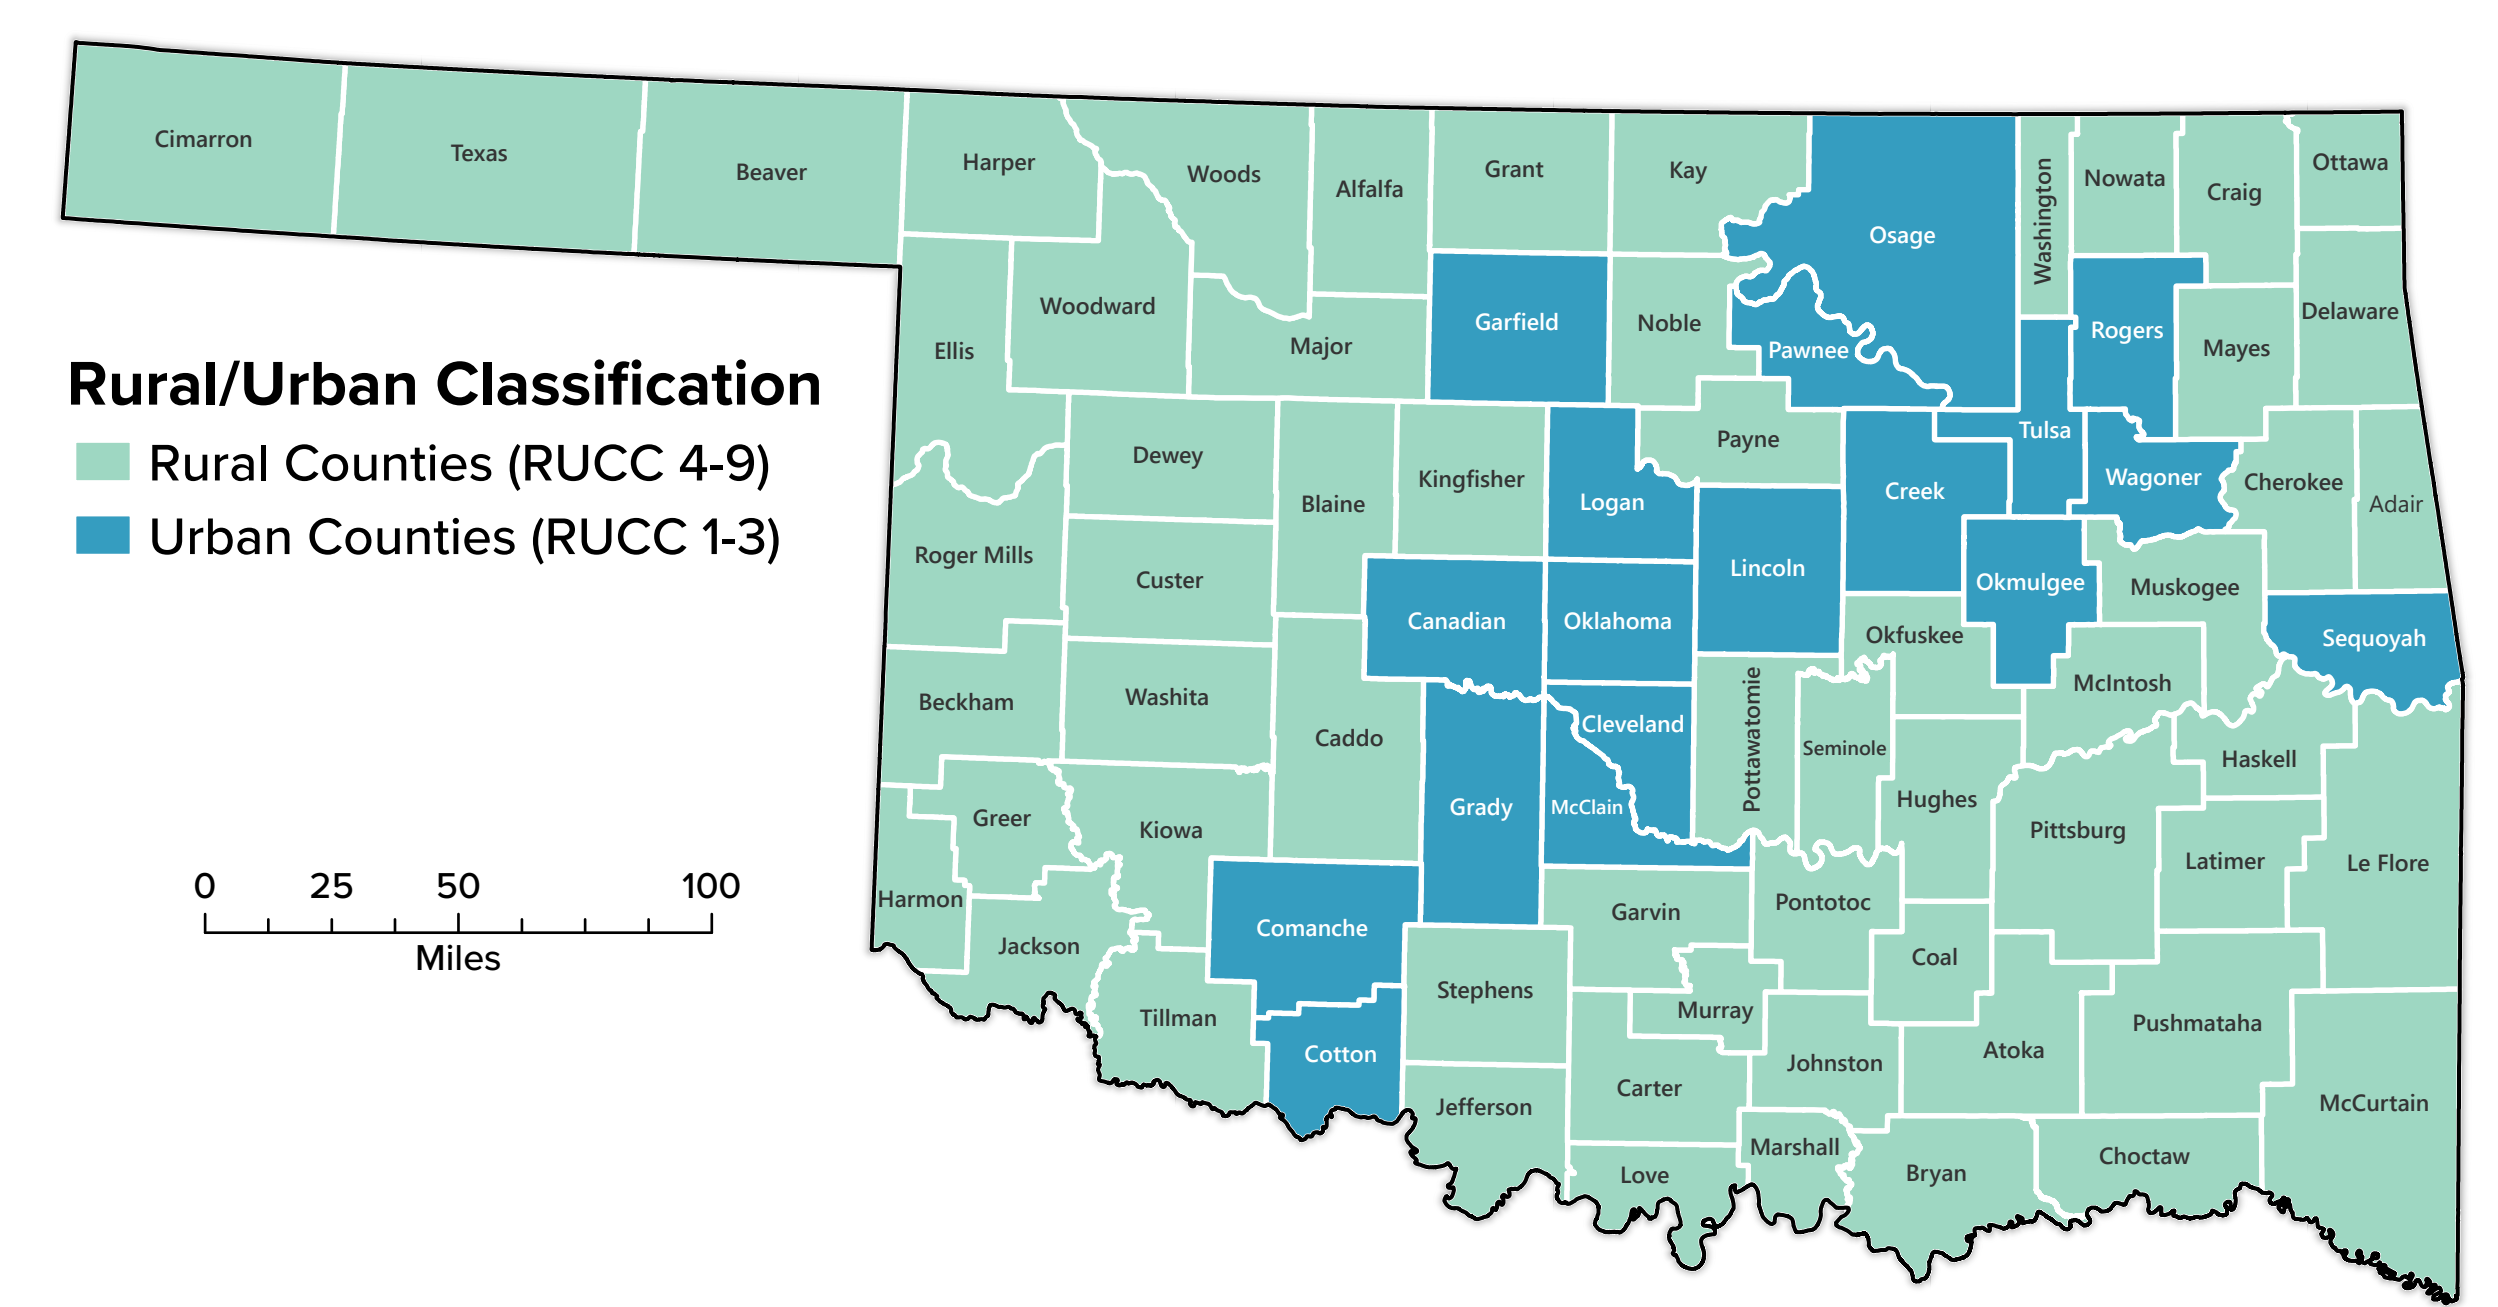 Cimarron
Texas
Beaver
Harper
Woods
Alfalfa
Grant
Kay
Osage
Washington
Nowata
Craig
Ottawa
Ellis
Woodward
Major
Garfield
Noble
Pawnee
Rogers
Mayes
Delaware
Rural/Urban Classification
Rural Counties (RUCC 4-9)
Urban Counties (RUCC 1-3)
Dewey
Blaine
Kingfisher
Logan
Payne
Creek
Tulsa
Wagoner
Cherokee
Adair
Roger Mills
Custer
Canadian
Oklahoma
Lincoln
Okfuskee
Okmulgee
Muskogee
Sequoyah
Beckham
Washita
Caddo
Grady
McClain
Cleveland
Pottawatomie
Seminole
Hughes
McIntosh
Haskell
Pittsburg
Latimer
Le Flore
Greer
Kiowa
Harmon
Jackson
Comanche
Tillman
Cotton
Stephens
Garvin
Pontotoc
Coal
Murray
Johnston
Atoka
Pushmataha
McCurtain
Jefferson
Carter
Love
Marshall
Bryan
Choctaw
0 25 50 100
Miles